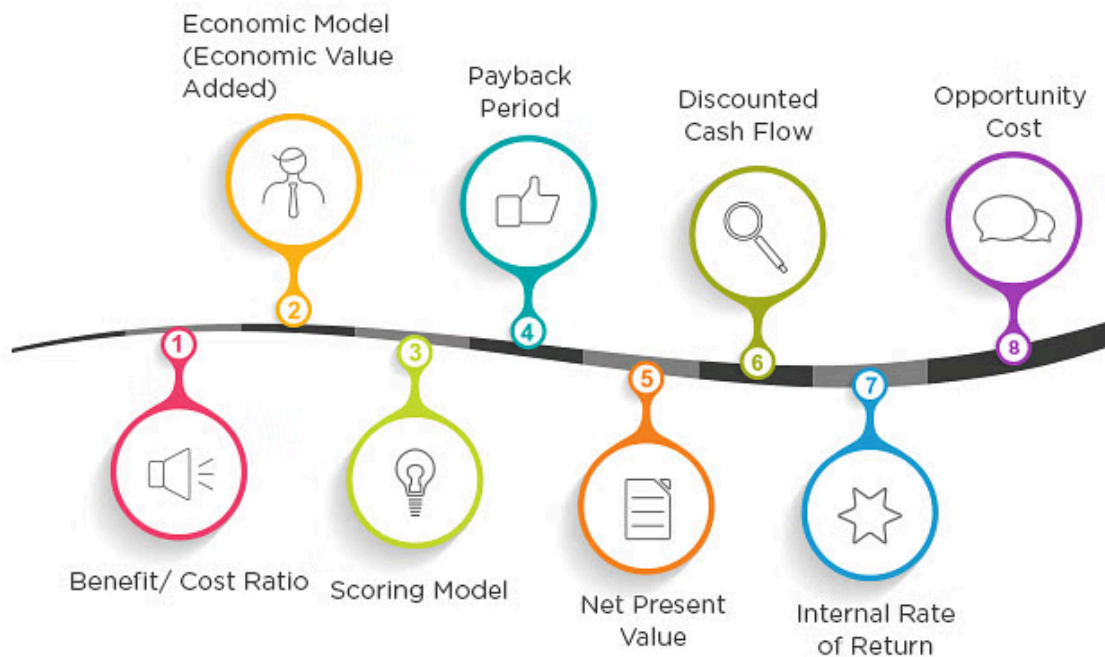 1
Benefit/ Cost Ratio
2
Economic Model
(Economic Value
Added)
3
Scoring Model
4
Payback
Period
5
Net Present
Value
6
Discounted
Cash Flow
7
Internal Rate
of Return
8
Opportunity
Cost